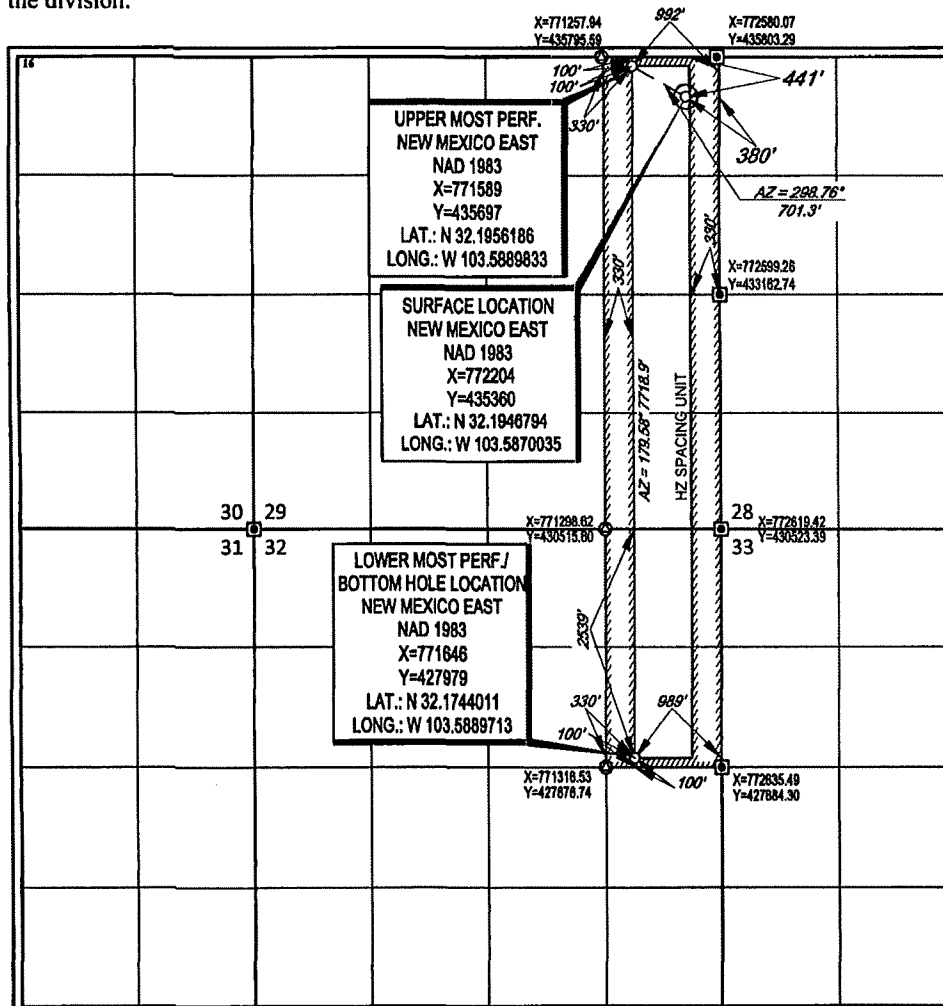 the division.
X=771257.94
Y=435795.59
992'
X=772580.07
Y=435803.29
16
100'
100'
330'
441'
380'
UPPER MOST PERF.
NEW MEXICO EAST
NAD 1983
X=771589
Y=435697
LAT.: N 32.1956186
LONG.: W 103.5889833
AZ = 298.76°
701.3'
330'
X=772599.26
Y=433162.74
330'
SURFACE LOCATION
NEW MEXICO EAST
NAD 1983
X=772204
Y=435360
LAT.: N 32.1946794
LONG.: W 103.5870035
AZ = 179.58° 7718.9'
HZ SPACING UNIT
30 29
31 32
X=771298.62
Y=430515.60
28
33
X=772619.42
Y=430523.39
LOWER MOST PERF./
BOTTOM HOLE LOCATION
NEW MEXICO EAST
NAD 1983
X=771646
Y=427979
LAT.: N 32.1744011
LONG.: W 103.5889713
2539'
330'
989'
100'
100'
X=771316.53
Y=427876.74
X=772635.49
Y=427884.30